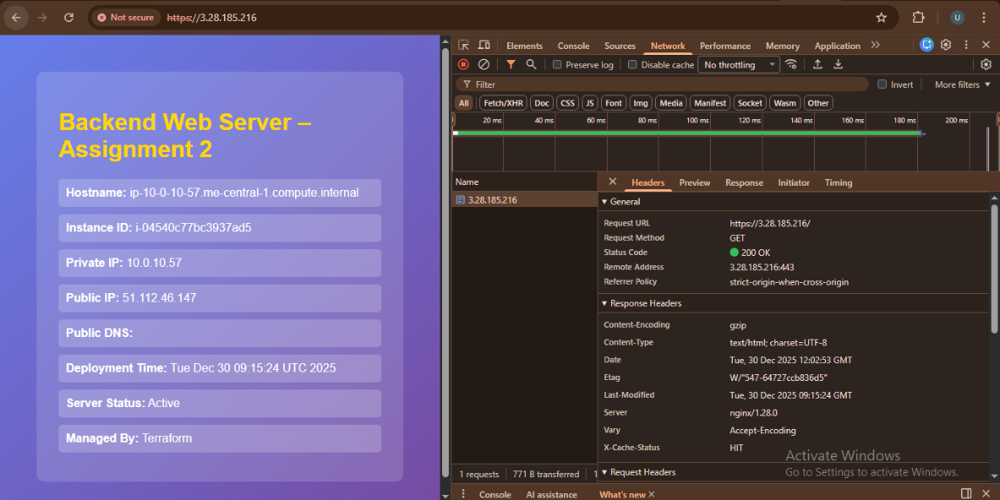 Not secure https://3.28.185.216 U
Backend Web Server –
Assignment 2
Hostname: ip-10-0-10-57.me-central-1.compute.internal
Instance ID: i-04540c77bc3937ad5
Private IP: 10.0.10.57
Public IP: 51.112.46.147
Public DNS:
Deployment Time: Tue Dec 30 09:15:24 UTC 2025
Server Status: Active
Managed By: Terraform
Elements Console Sources Network Performance Memory Application
Preserve log Disable cache No throttling
Filter Invert More filters
All Fetch/XHR Doc CSS JS Font Img Media Manifest Socket Wasm Other
20 ms 40 ms 60 ms 80 ms 100 ms 120 ms 140 ms 160 ms 180 ms 200 ms
Name
3.28.185.216
1 requests 771 B transferred 1
Headers Preview Response Initiator Timing
General
Request URL https://3.28.185.216/
Request Method GET
Status Code 200 OK
Remote Address 3.28.185.216:443
Referrer Policy strict-origin-when-cross-origin
Response Headers
Content-Encoding gzip
Content-Type text/html; charset=UTF-8
Date Tue, 30 Dec 2025 12:02:53 GMT
Etag W/"547-64727ccb836d5"
Last-Modified Tue, 30 Dec 2025 09:15:24 GMT
Server nginx/1.28.0
Vary Accept-Encoding
X-Cache-Status HIT
Request Headers
Activate Windows
Go to Settings to activate Windows.
Console AI assistance What's new